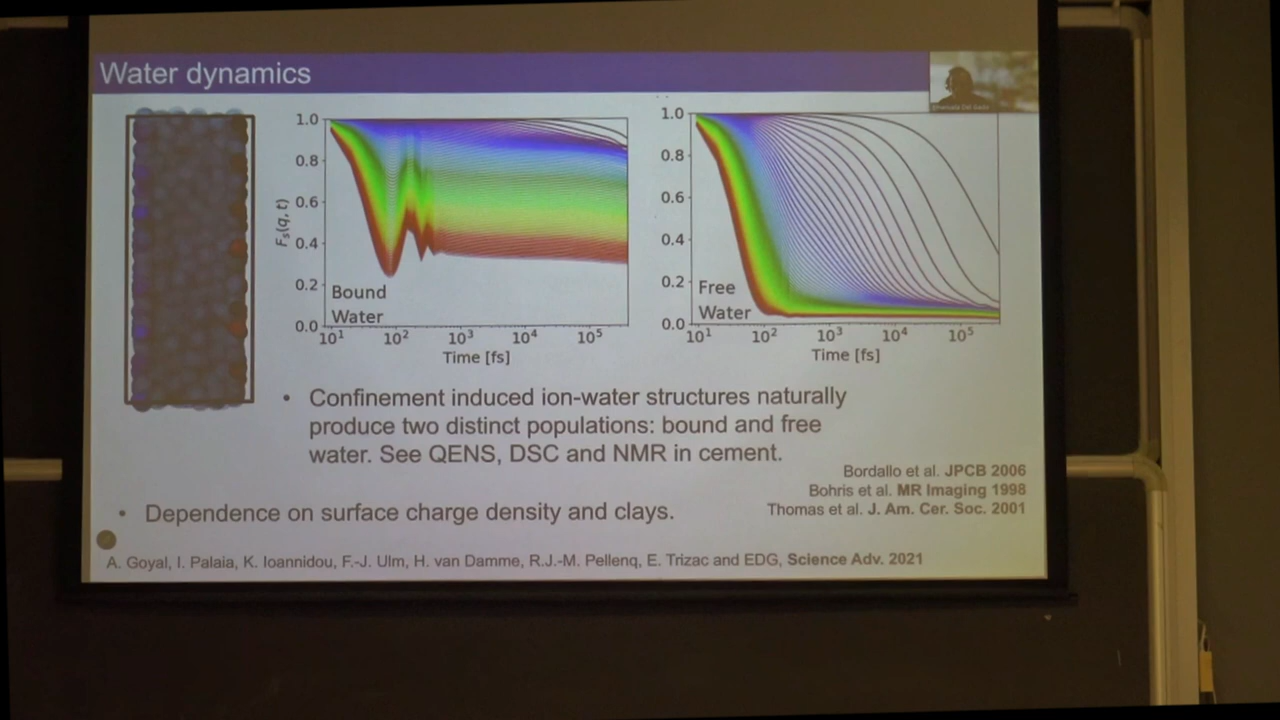 Water dynamics
Emanuela Del Gado
1.0
0.8
0.6
0.4
0.2
0.0
Fs(q, t)
Bound
Water
10¹ 10² 10³ 10⁴ 10⁵
Time [fs]
1.0
0.8
0.6
0.4
0.2
0.0
Free
Water
10¹ 10² 10³ 10⁴ 10⁵
Time [fs]
• Confinement induced ion-water structures naturally
produce two distinct populations: bound and free
water. See QENS, DSC and NMR in cement.
Bordallo et al. JPCB 2006
Bohris et al. MR Imaging 1998
Thomas et al. J. Am. Cer. Soc. 2001
• Dependence on surface charge density and clays.
A. Goyal, I. Palaia, K. Ioannidou, F.-J. Ulm, H. van Damme, R.J.-M. Pellenq, E. Trizac and EDG, Science Adv. 2021